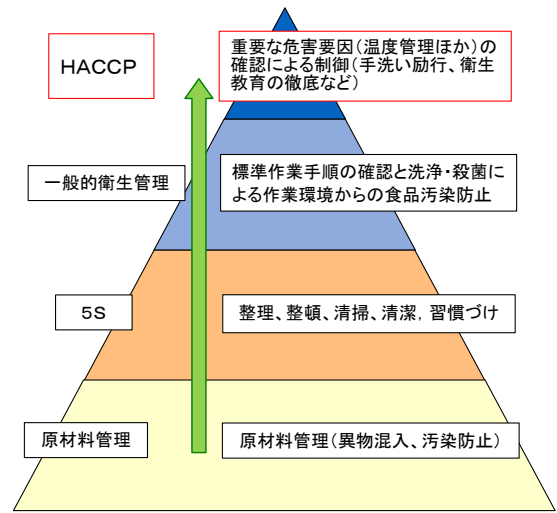 HACCP
重要な危害要因（温度管理ほか）の
確認による制御（手洗い励行、衛生
教育の徹底など）
一般的衛生管理
標準作業手順の確認と洗浄・殺菌に
よる作業環境からの食品汚染防止
5S
整理、整頓、清掃、清潔，習慣づけ
原材料管理
原材料管理（異物混入、汚染防止）